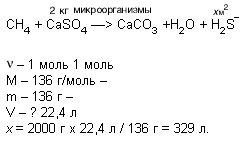 2 кг микроорганизмы xм²
CH₄ + CaSO₄ —> CaCO₃ +H₂O + H₂S⁻
ν – 1 моль 1 моль
M – 136 г/моль –
m – 136 г –
V – ? 22,4 л
x = 2000 г x 22,4 л / 136 г = 329 л.